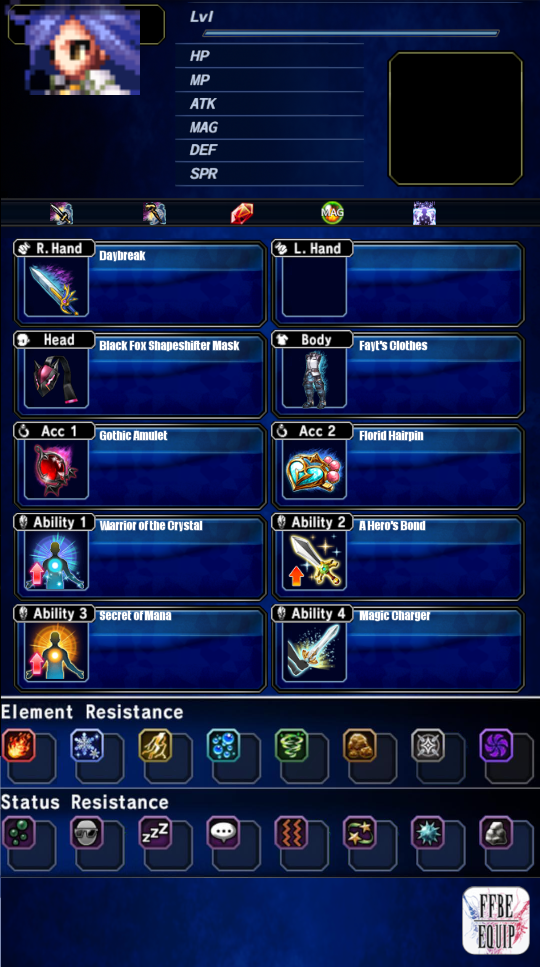 Lvl
HP
MP
ATK
MAG
DEF
SPR
MAG
R. Hand
Daybreak
L. Hand
Head
Black Fox Shapeshifter Mask
Body
Fayt's Clothes
Acc 1
Gothic Amulet
Acc 2
Florid Hairpin
Ability 1
Warrior of the Crystal
Ability 2
A Hero's Bond
Ability 3
Secret of Mana
Ability 4
Magic Charger
Element Resistance
Status Resistance
zzZ
FFBE
EQUIP